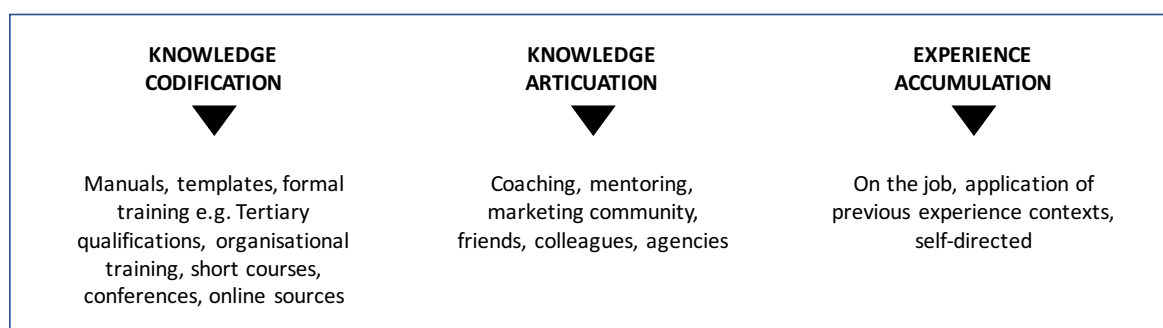 KNOWLEDGE
CODIFICATION
Manuals, templates, formal
training e.g. Tertiary
qualifications, organisational
training, short courses,
conferences, online sources
KNOWLEDGE
ARTICUATION
Coaching, mentoring,
marketing community,
friends, colleagues, agencies
EXPERIENCE
ACCUMULATION
On the job, application of
previous experience contexts,
self-directed